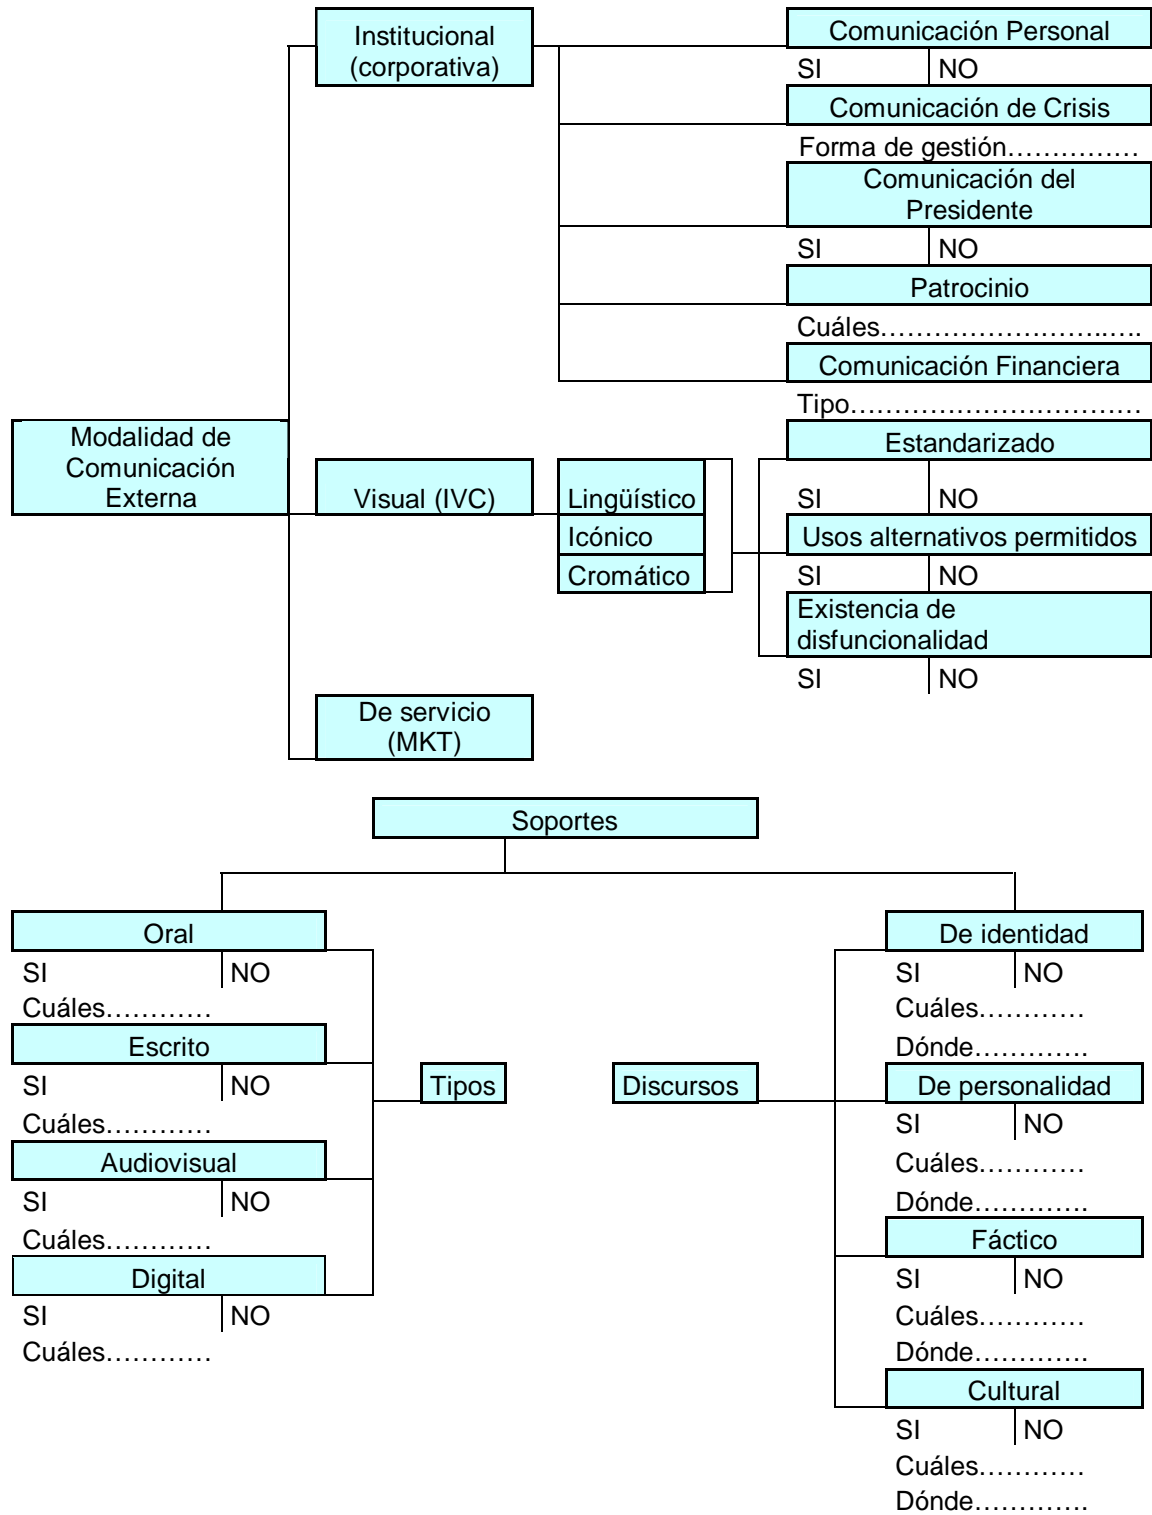 Institucional
(corporativa)
Comunicación Personal
SI NO
Comunicación de Crisis
Forma de gestión……………
Comunicación del
Presidente
SI NO
Patrocinio
Cuáles……………………..…..
Comunicación Financiera
Tipo……………………………
Modalidad de
Comunicación
Externa
Visual (IVC)
Lingüístico
Icónico
Cromático
Estandarizado
SI NO
Usos alternativos permitidos
SI NO
Existencia de
disfuncionalidad
SI NO
De servicio
(MKT)
Soportes
Oral
SI NO
Cuáles…………
Escrito
SI NO
Cuáles…………
Audiovisual
SI NO
Cuáles…………
Digital
SI NO
Cuáles…………
Tipos
Discursos
De identidad
SI NO
Cuáles…………
Dónde………….
De personalidad
SI NO
Cuáles…………
Dónde………….
Fáctico
SI NO
Cuáles…………
Dónde………….
Cultural
SI NO
Cuáles…………
Dónde………….